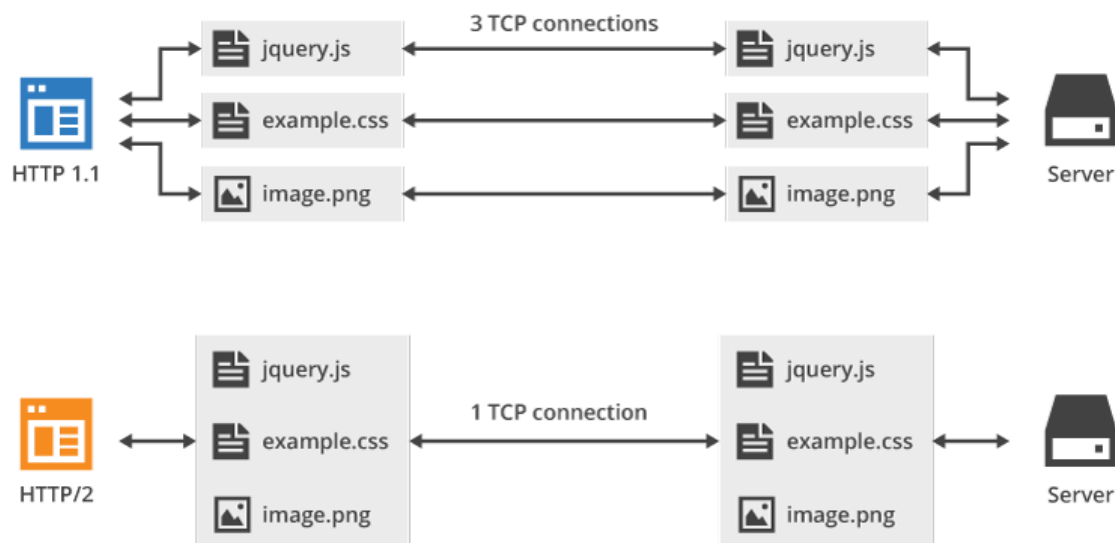 3 TCP connections
jquery.js
jquery.js
example.css
example.css
HTTP 1.1
Server
image.png
image.png
jquery.js
jquery.js
1 TCP connection
example.css
example.css
HTTP/2
Server
image.png
image.png